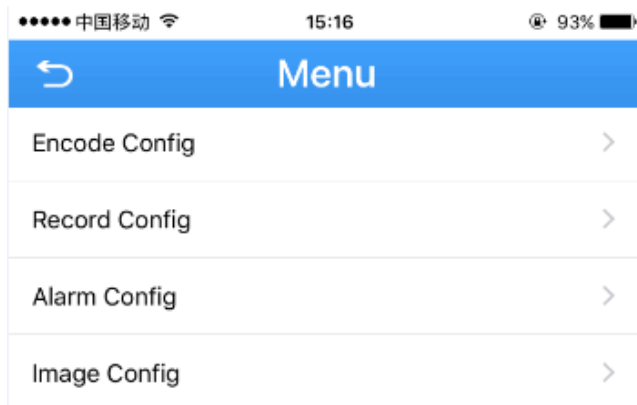 中国移动 15:16 93%
Menu
Encode Config
Record Config
Alarm Config
Image Config